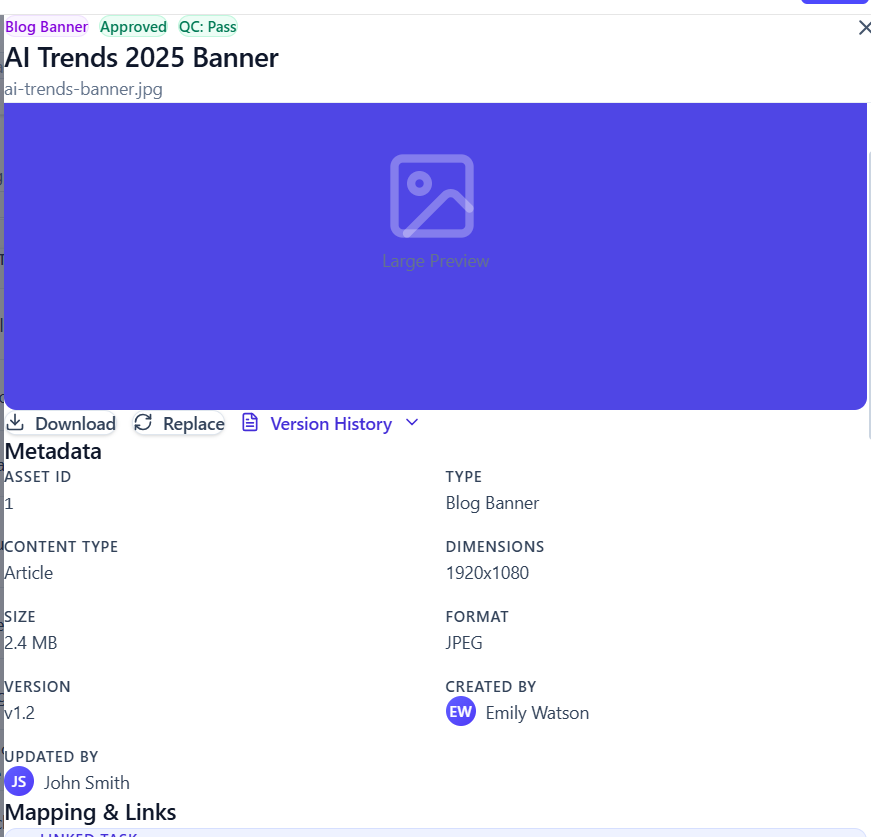 Blog Banner Approved QC: Pass
AI Trends 2025 Banner
ai-trends-banner.jpg
Large Preview
Download Replace Version History
Metadata
ASSET ID TYPE
1 Blog Banner
CONTENT TYPE DIMENSIONS
Article 1920x1080
SIZE FORMAT
2.4 MB JPEG
VERSION CREATED BY
v1.2 EW Emily Watson
UPDATED BY
JS John Smith
Mapping & Links
LINKED TASK